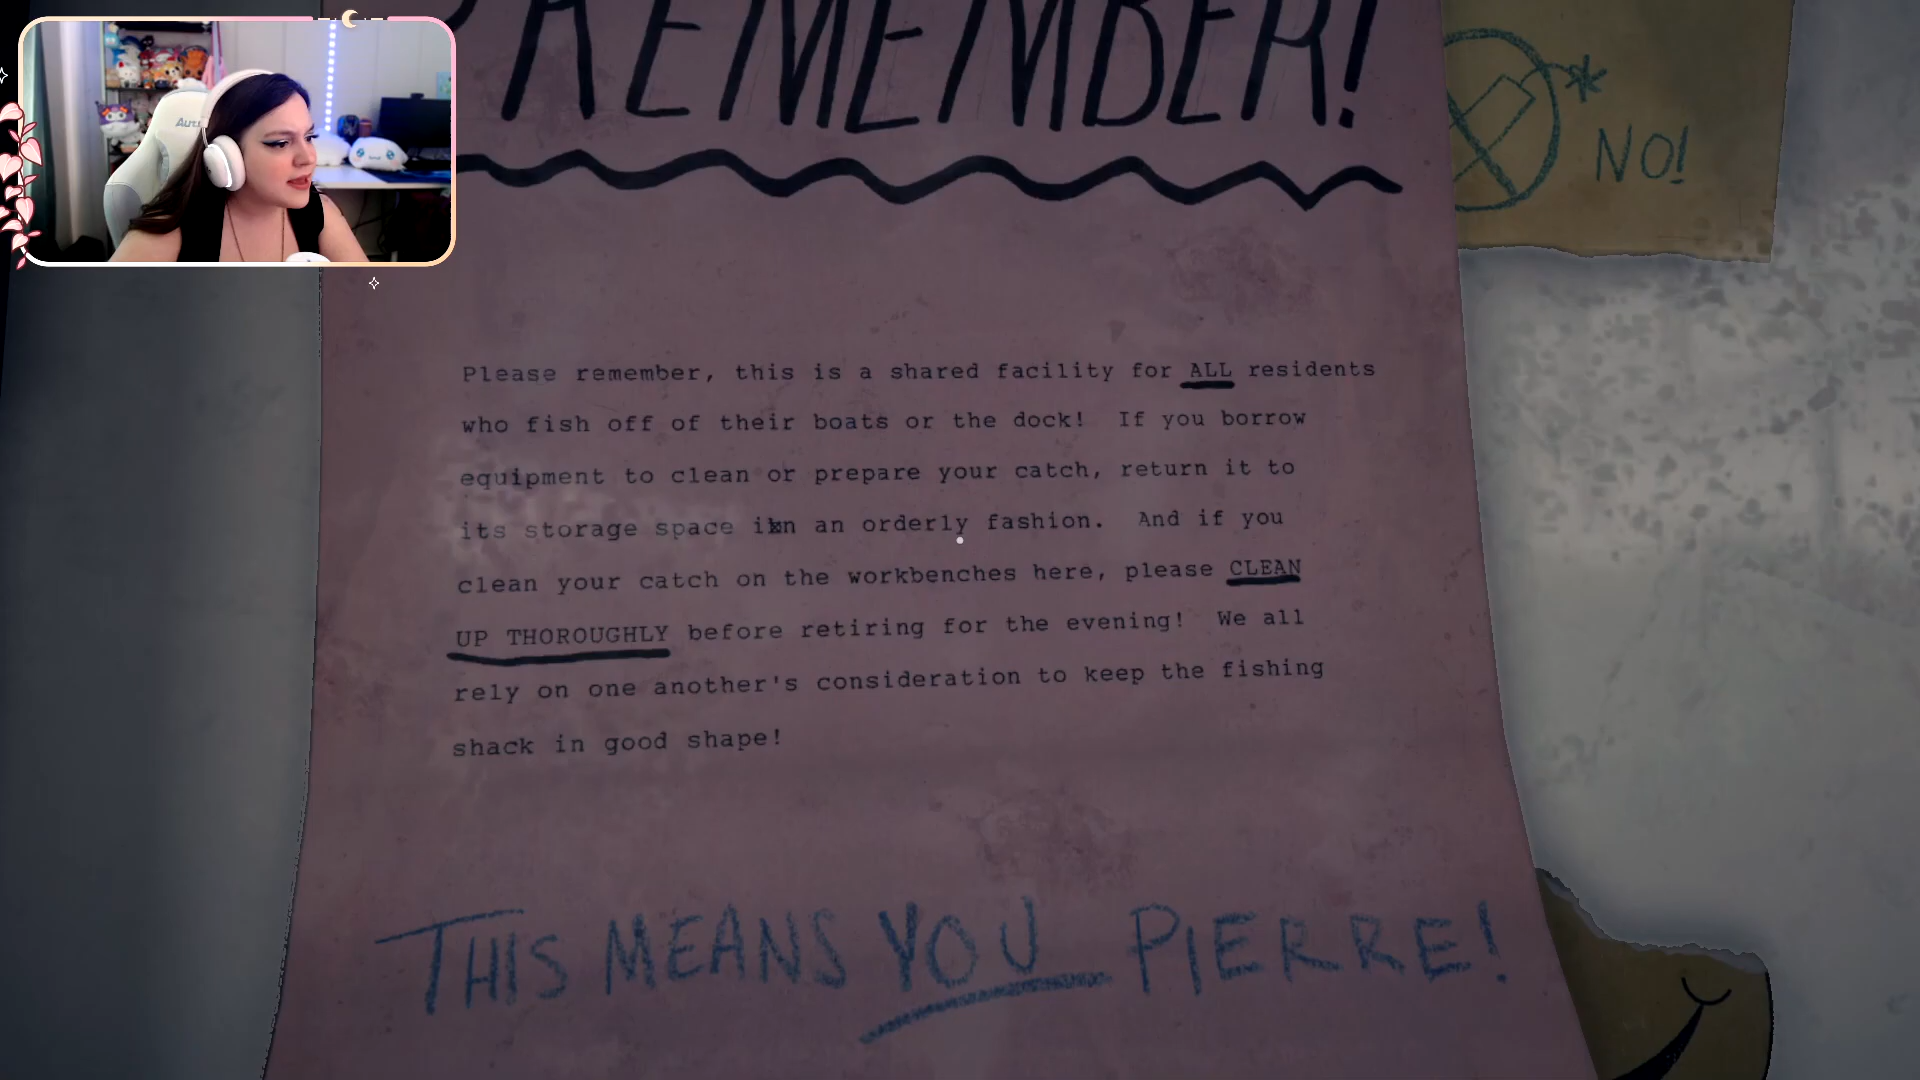 REMEMBER!
NO!
Please remember, this is a shared facility for ALL residents
who fish off of their boats or the dock!  If you borrow
equipment to clean or prepare your catch, return it to
its storage space ixn an orderly fashion.  And if you
clean your catch on the workbenches here, please CLEAN
UP THOROUGHLY before retiring for the evening!  We all
rely on one another's consideration to keep the fishing
shack in good shape!
THIS MEANS YOU PIERRE!